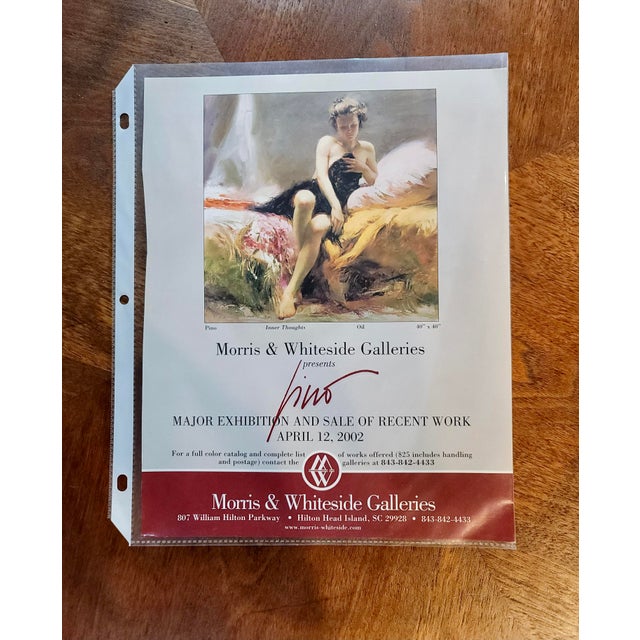 Pino Inner Thoughts Oil 40" x 40"
Morris & Whiteside Galleries
presents
Pino
MAJOR EXHIBITION AND SALE OF RECENT WORK
APRIL 12, 2002
For a full color catalog and complete list of works offered ($25 includes handling
and postage) contact the galleries at 843-842-4433
Morris & Whiteside Galleries
807 William Hilton Parkway • Hilton Head Island, SC 29928 • 843-842-4433
www.morris-whiteside.com